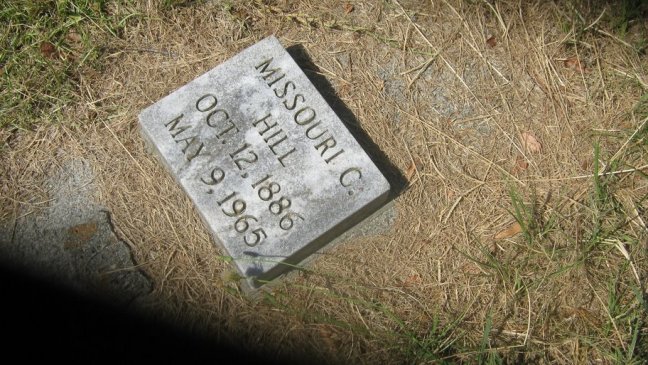 MISSOURI C.
HILL
OCT. 12, 1886
MAY 9, 1965